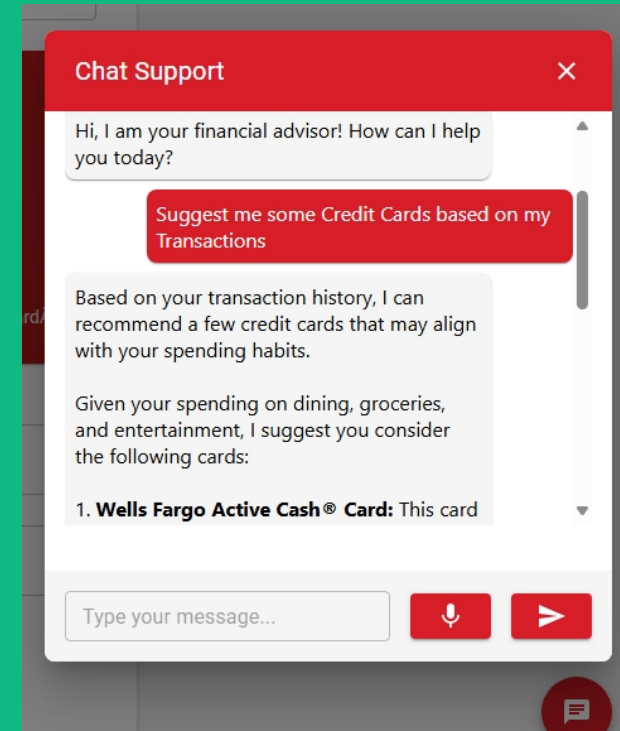 Chat Support
Hi, I am your financial advisor! How can I help
you today?
Suggest me some Credit Cards based on my
Transactions
Based on your transaction history, I can
recommend a few credit cards that may align
with your spending habits.
Given your spending on dining, groceries,
and entertainment, I suggest you consider
the following cards:
1. Wells Fargo Active Cash® Card: This card
Type your message...